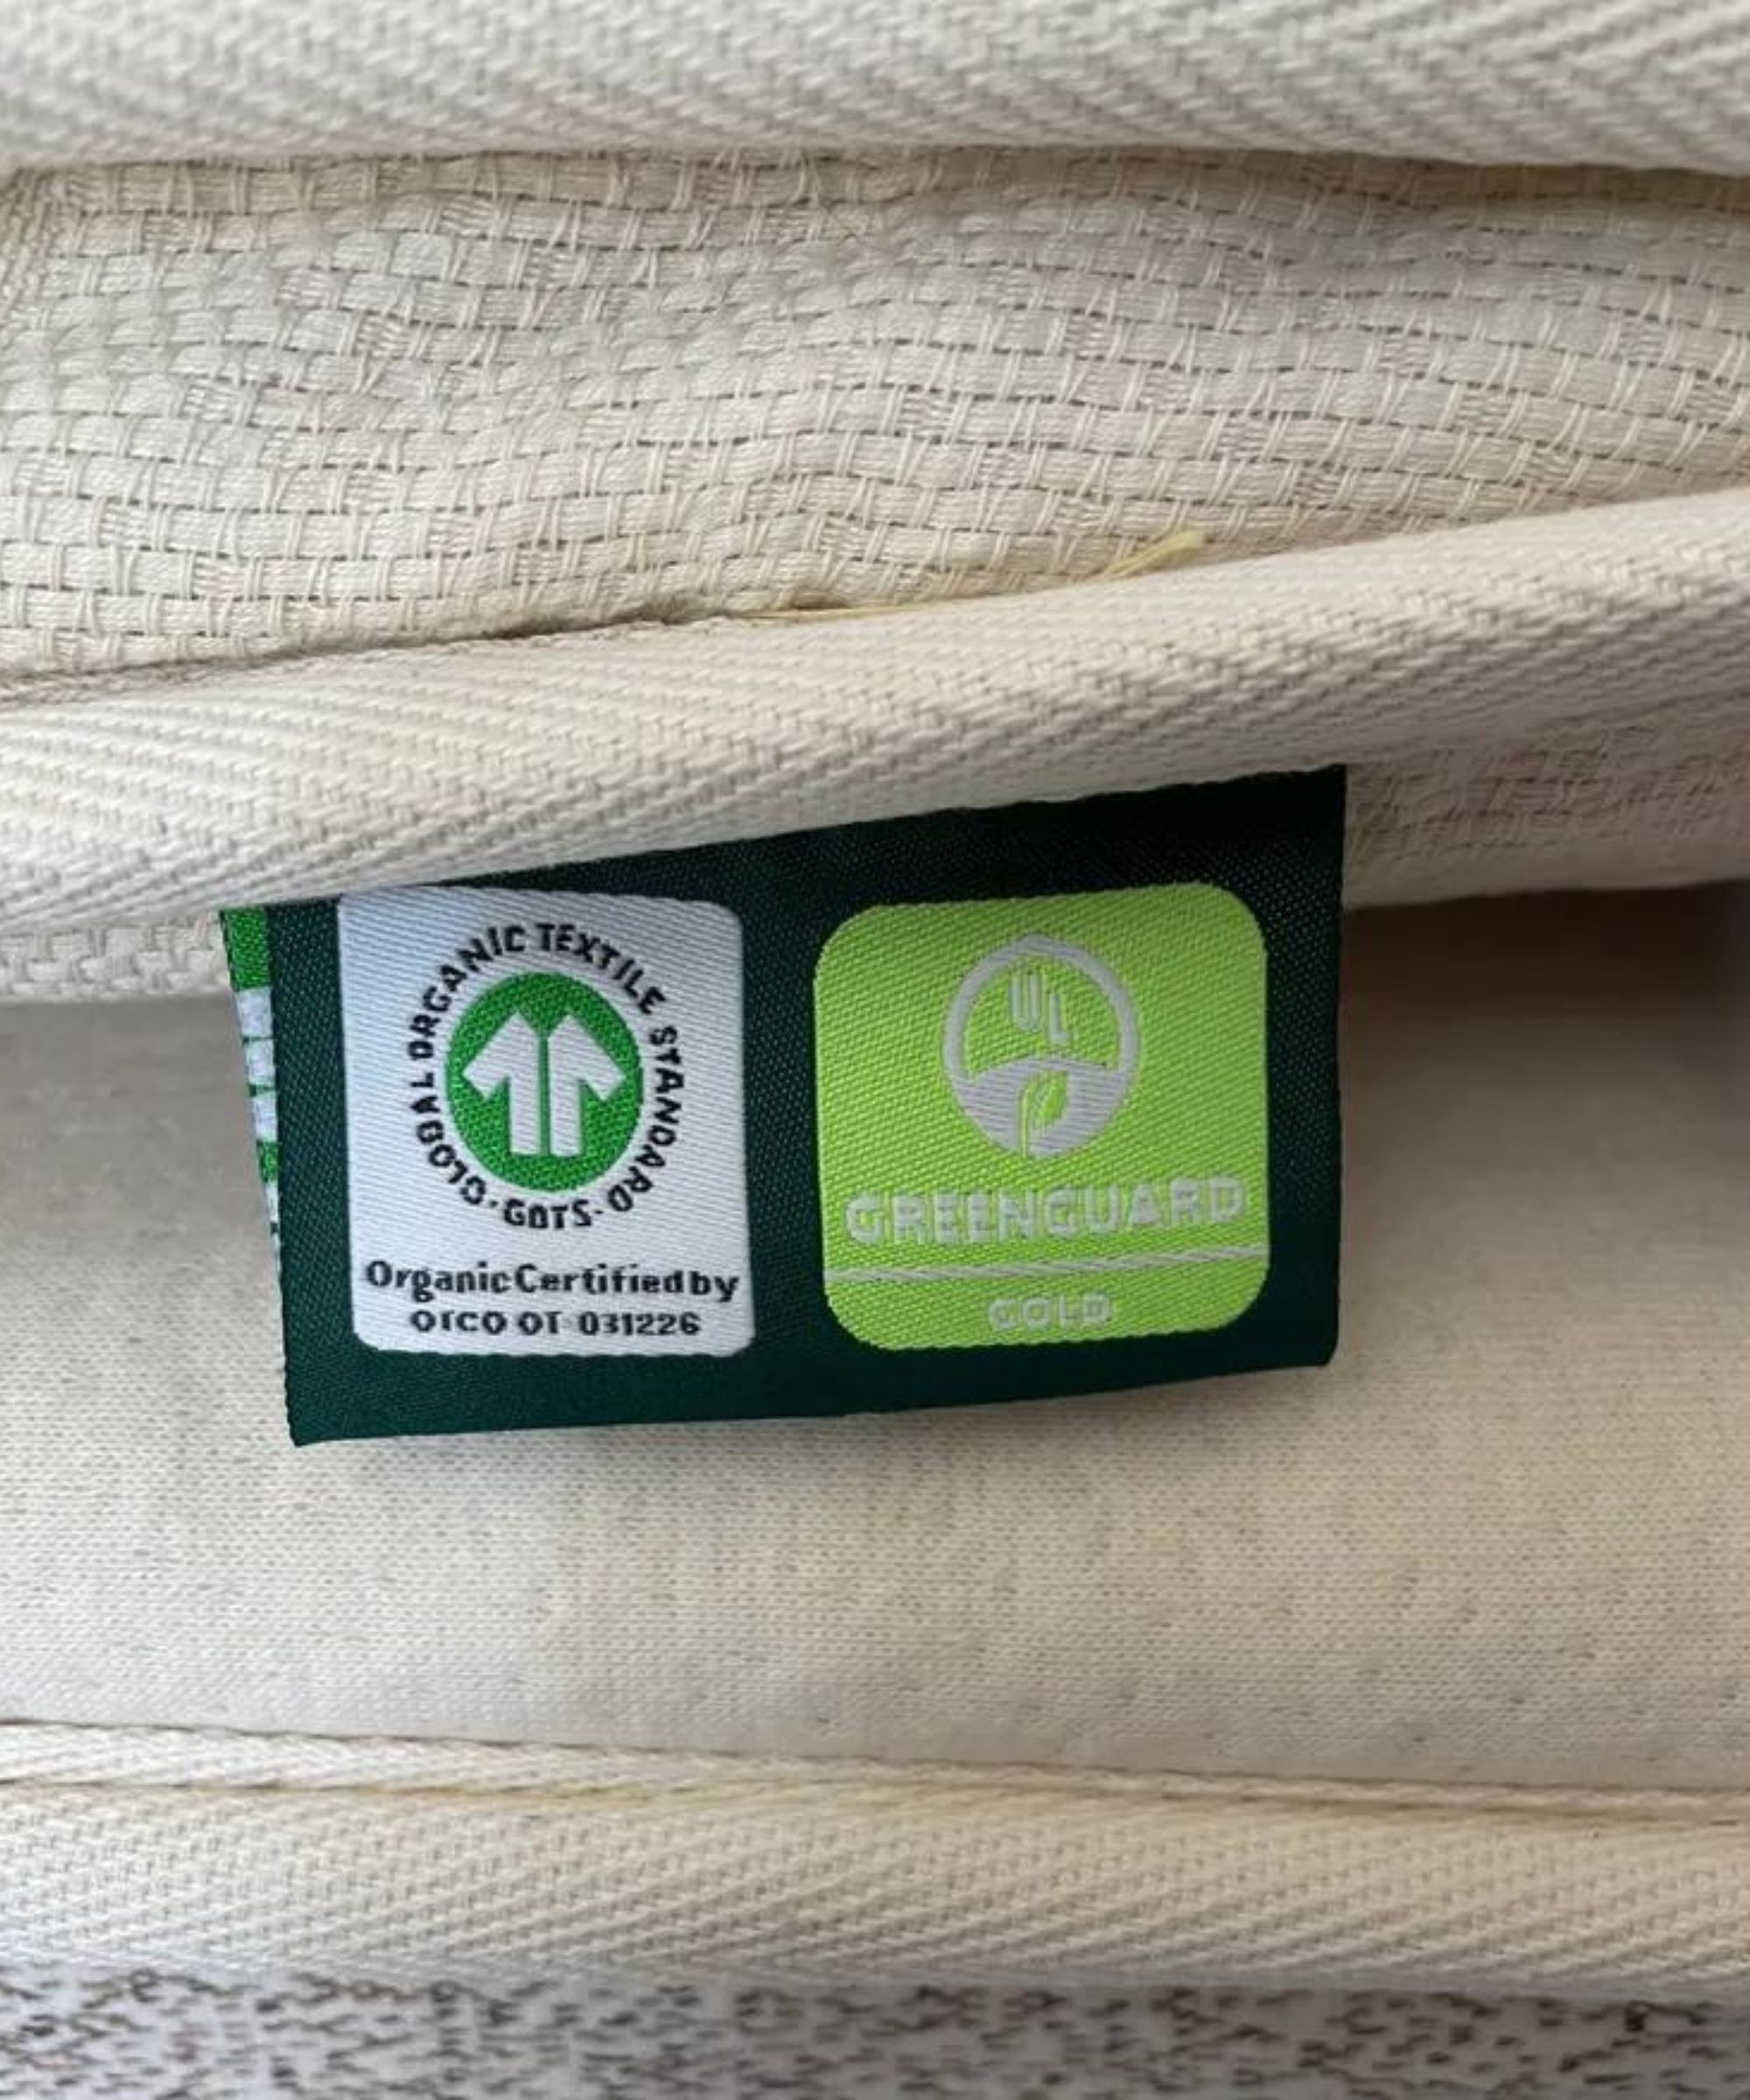 GLOBAL ORGANIC TEXTILE STANDARD · GOTS ·
Organic Certified by
OTCO OT 031226
UL
GREENGUARD
GOLD